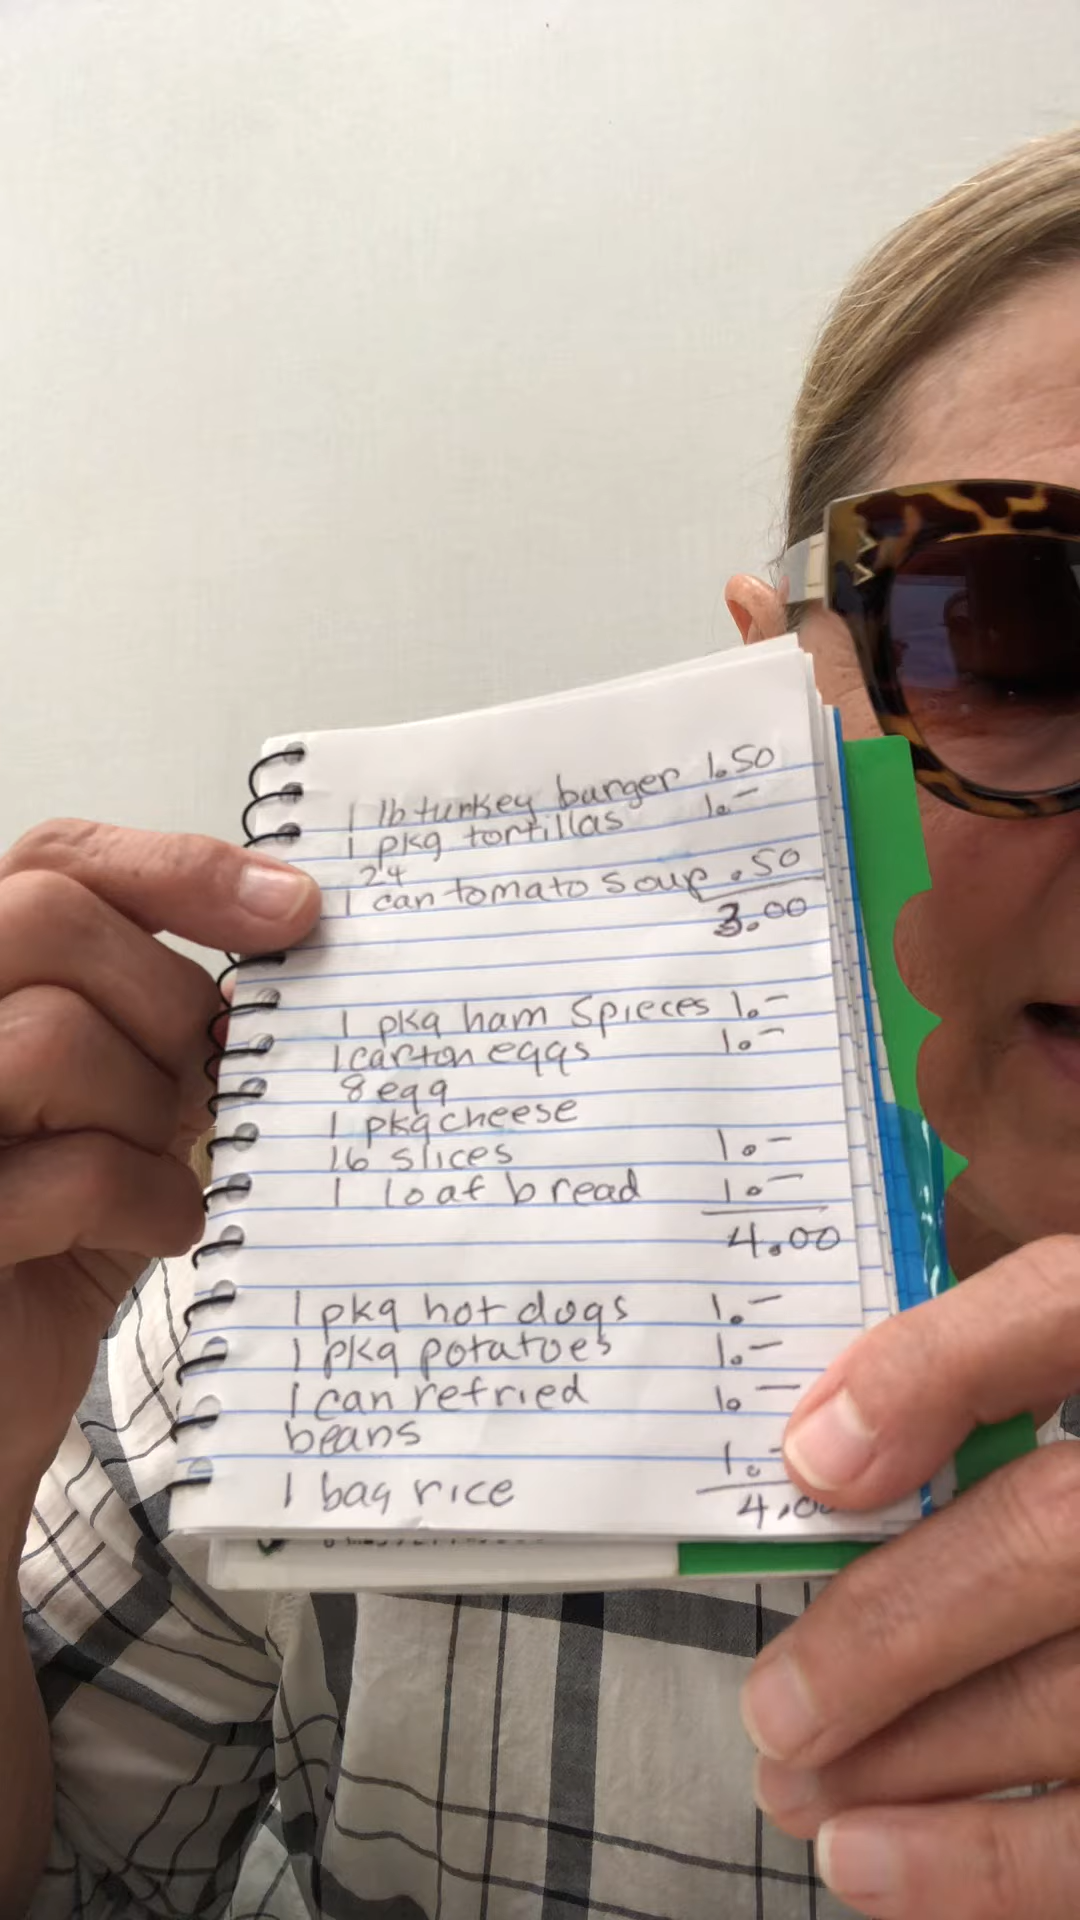 1 lb turkey burger 1.50
1 pkg tortillas 1.-
24
1 can tomato soup .50
3.00
1 pkg ham 5 pieces 1.-
1 carton eggs 1.-
8 egg
1 pkg cheese
16 slices 1.-
1 loaf bread 1.-
4.00
1 pkg hot dogs 1.-
1 pkg potatoes 1.-
1 can refried 1.-
beans
1 bag rice 1.-
4.00